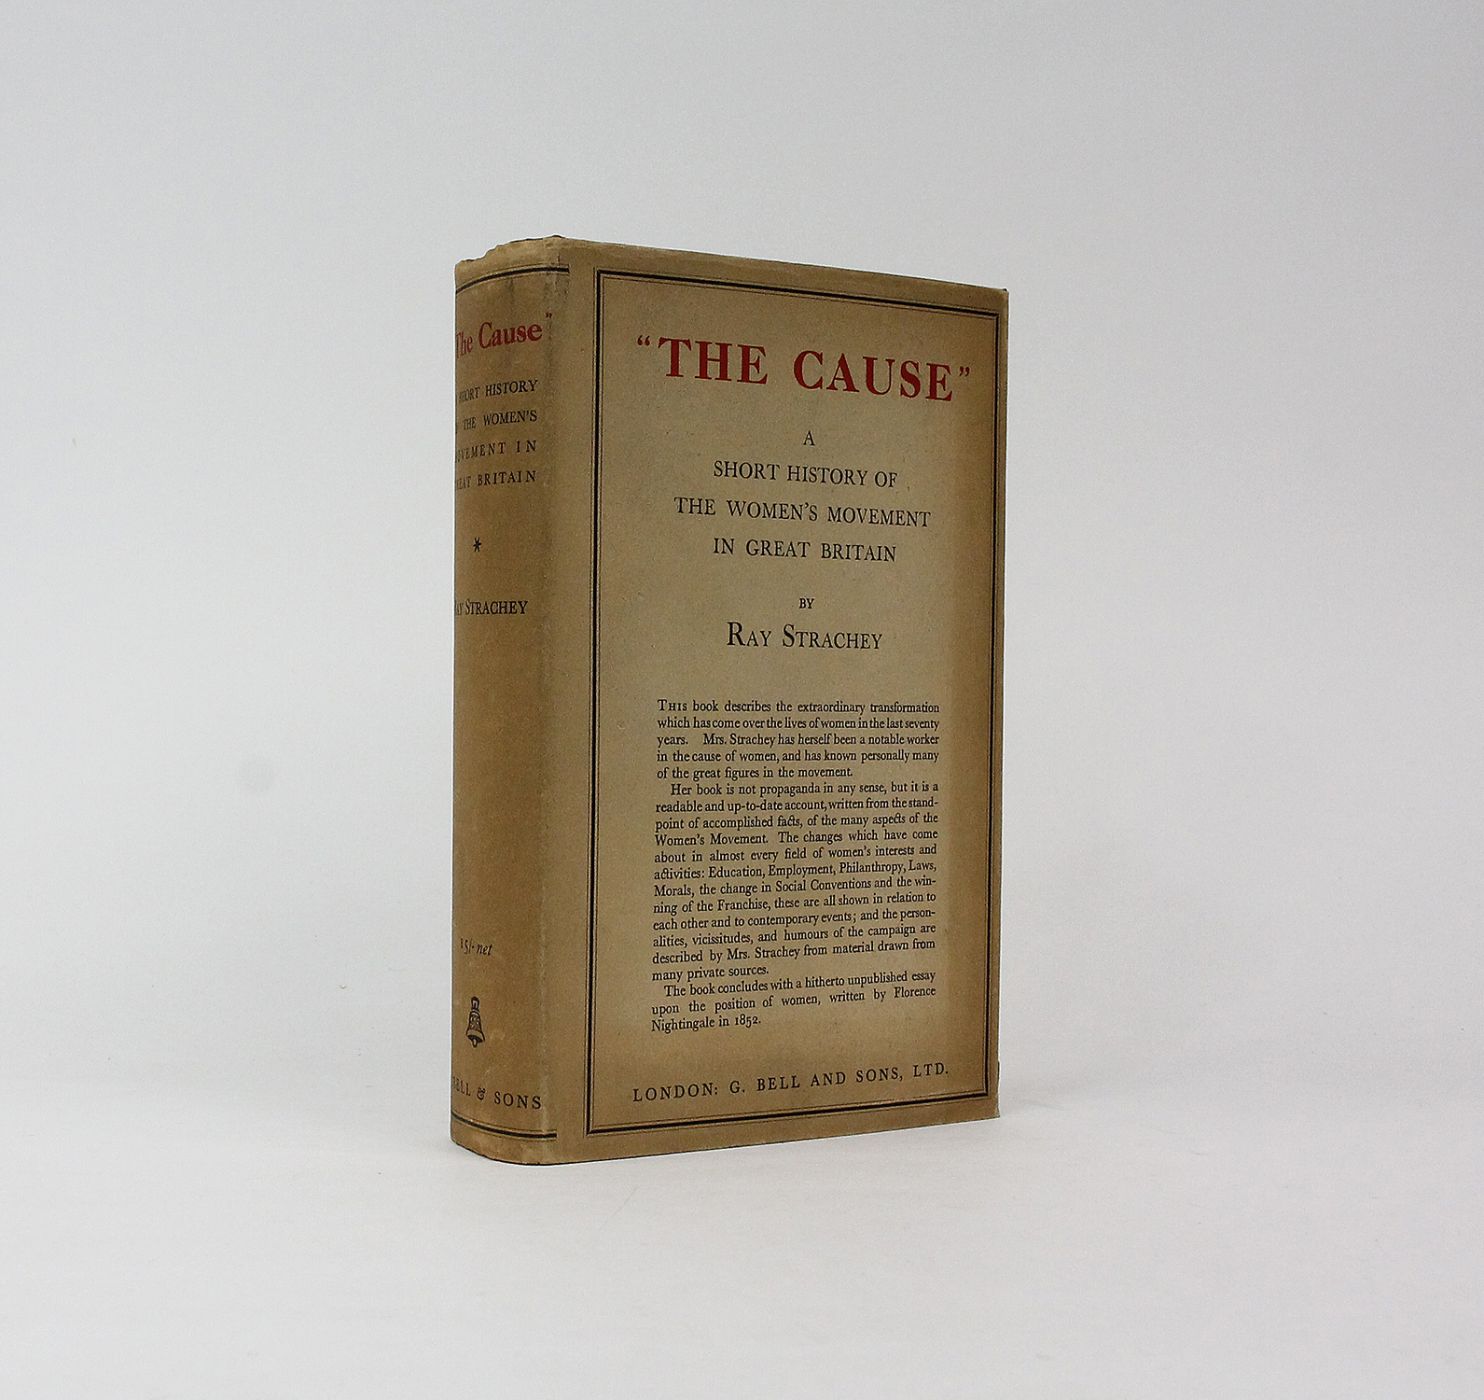 The Cause"
SHORT HISTORY
THE WOMEN'S
MENT IN
BRITAIN
*
RAY STRACHEY
15/- net
BELL & SONS
"THE CAUSE"
A
SHORT HISTORY OF
THE WOMEN'S MOVEMENT
IN GREAT BRITAIN
BY
RAY STRACHEY
THIS book describes the extraordinary transformation
which has come over the lives of women in the last seventy
years. Mrs. Strachey has herself been a notable worker
in the cause of women, and has known personally many
of the great figures in the movement.
Her book is not propaganda in any sense, but it is a
readable and up-to-date account, written from the stand-
point of accomplished facts, of the many aspects of the
Women's Movement. The changes which have come
about in almost every field of women's interests and
activities: Education, Employment, Philanthropy, Laws,
Morals, the change in Social Conventions and the win-
ning of the Franchise, these are all shown in relation to
each other and to contemporary events; and the person-
alities, vicissitudes, and humours of the campaign are
described by Mrs. Strachey from material drawn from
many private sources.
The book concludes with a hitherto unpublished essay
upon the position of women, written by Florence
Nightingale in 1852.
LONDON: G. BELL AND SONS, LTD.